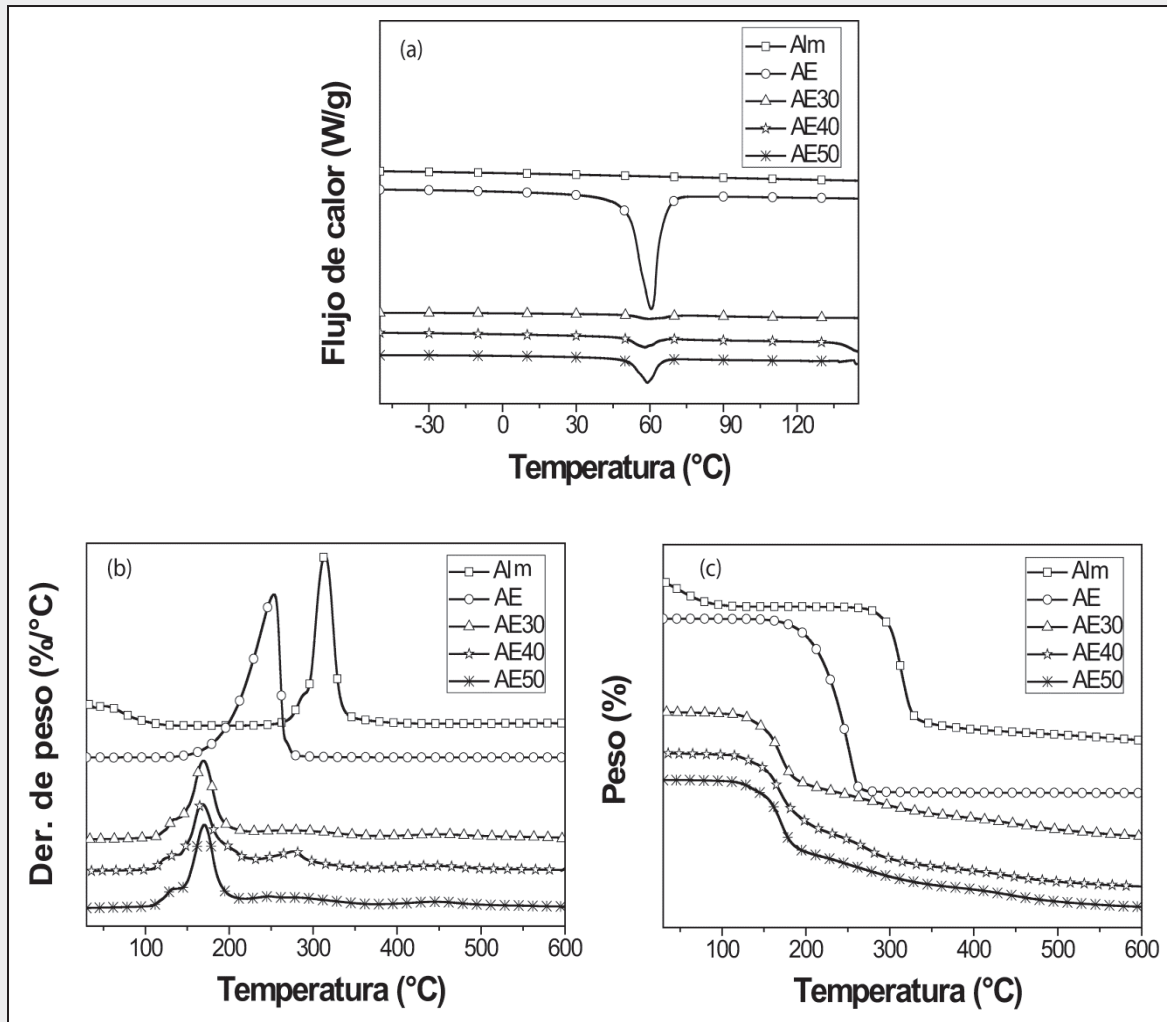 (a)
Alm
AE
AE30
AE40
AE50
Flujo de calor (W/g)
-30 0 30 60 90 120
Temperatura (°C)
(b)
Alm
AE
AE30
AE40
AE50
Der. de peso (%/°C)
100 200 300 400 500 600
Temperatura (°C)
(c)
Alm
AE
AE30
AE40
AE50
Peso (%)
100 200 300 400 500 600
Temperatura (°C)